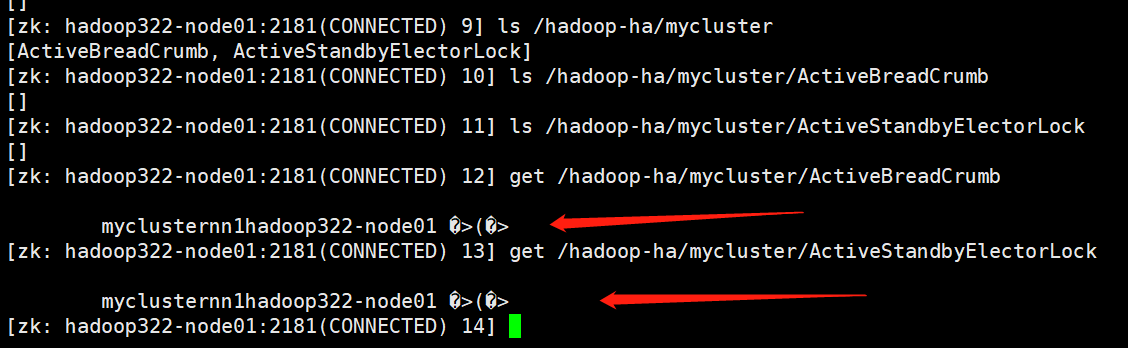 []
[zk: hadoop322-node01:2181(CONNECTED) 9] ls /hadoop-ha/mycluster
[ActiveBreadCrumb, ActiveStandbyElectorLock]
[zk: hadoop322-node01:2181(CONNECTED) 10] ls /hadoop-ha/mycluster/ActiveBreadCrumb
[]
[zk: hadoop322-node01:2181(CONNECTED) 11] ls /hadoop-ha/mycluster/ActiveStandbyElectorLock
[]
[zk: hadoop322-node01:2181(CONNECTED) 12] get /hadoop-ha/mycluster/ActiveBreadCrumb
myclusternn1hadoop322-node01 �>(�>
[zk: hadoop322-node01:2181(CONNECTED) 13] get /hadoop-ha/mycluster/ActiveStandbyElectorLock
myclusternn1hadoop322-node01 �>(�>
[zk: hadoop322-node01:2181(CONNECTED) 14]